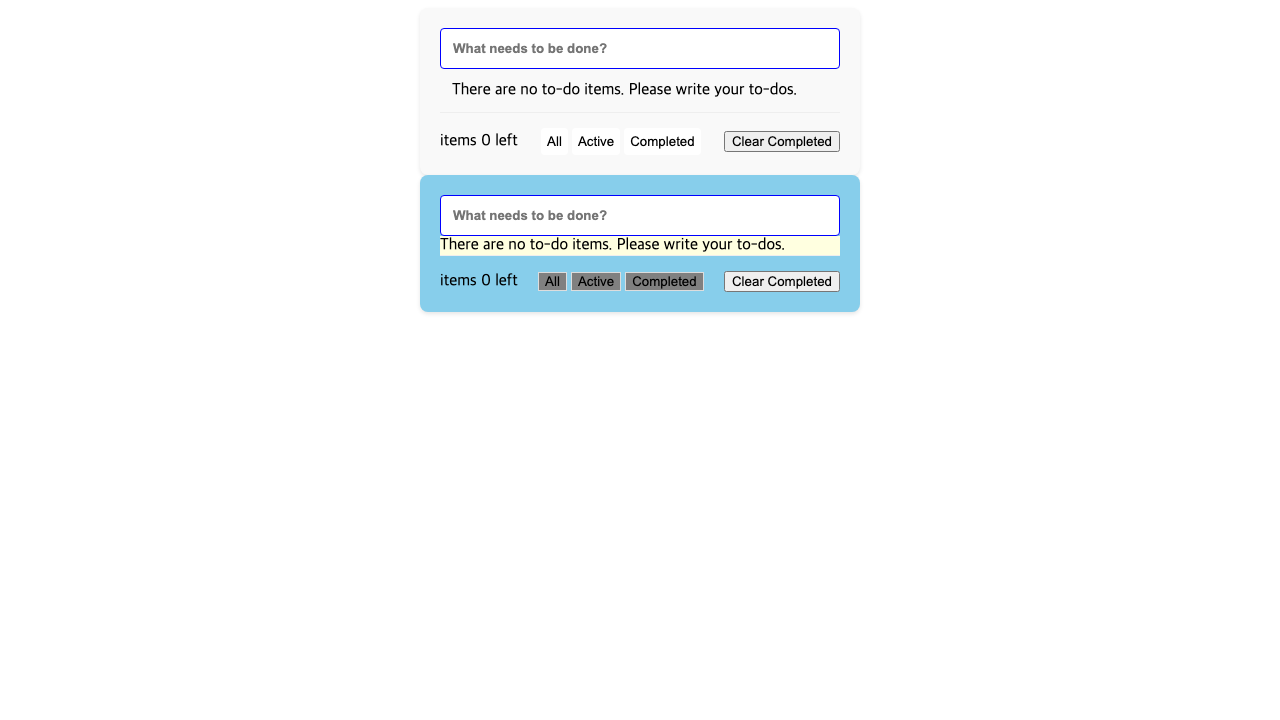 What needs to be done?
There are no to-do items. Please write your to-dos.
items 0 left All Active Completed Clear Completed
What needs to be done?
There are no to-do items. Please write your to-dos.
items 0 left All Active Completed Clear Completed